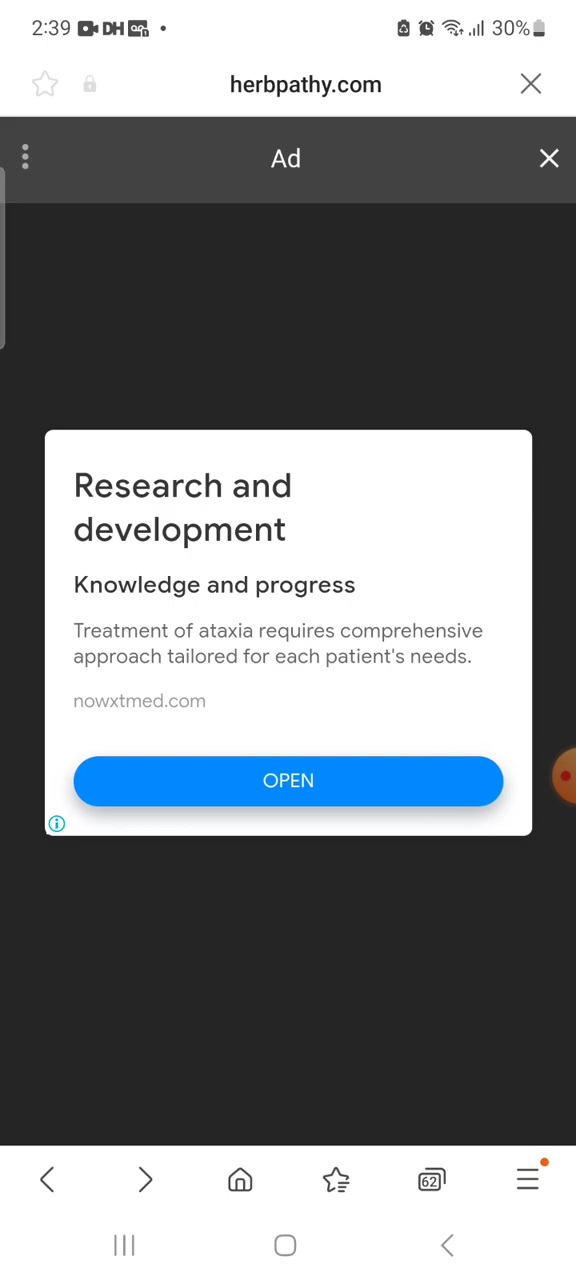 2:39 DH 30%
herbpathy.com
Ad
Research and
development
Knowledge and progress
Treatment of ataxia requires comprehensive
approach tailored for each patient's needs.
nowxtmed.com
OPEN
62